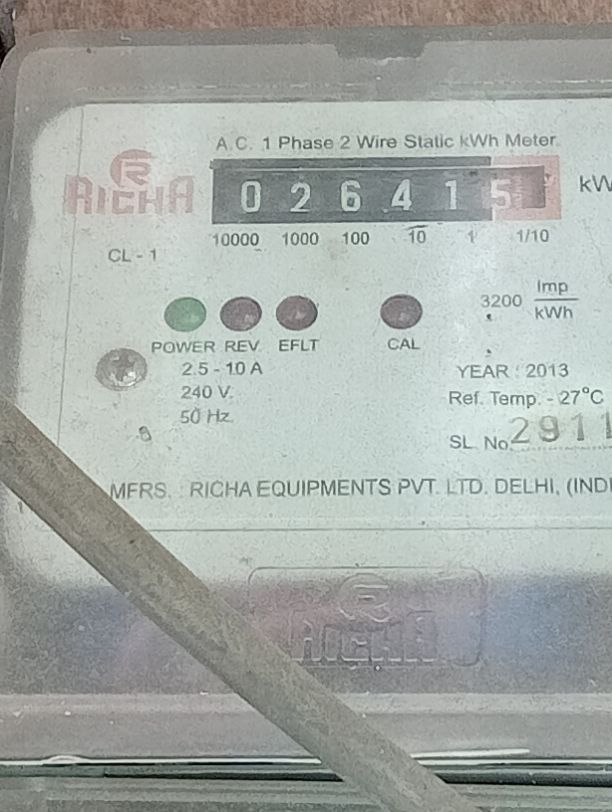 A.C. 1 Phase 2 Wire Static kWh Meter
R
RICHA
0 2 6 4 1 5
10000 1000 100 10 1 1/10
CL - 1
3200 Imp
kWh
POWER REV. EFLT CAL
2.5 - 10 A
240 V.
50 Hz.
YEAR : 2013
Ref. Temp. - 27°C
SL. No. 2911
MFRS. : RICHA EQUIPMENTS PVT. LTD. DELHI,
R
RICHA